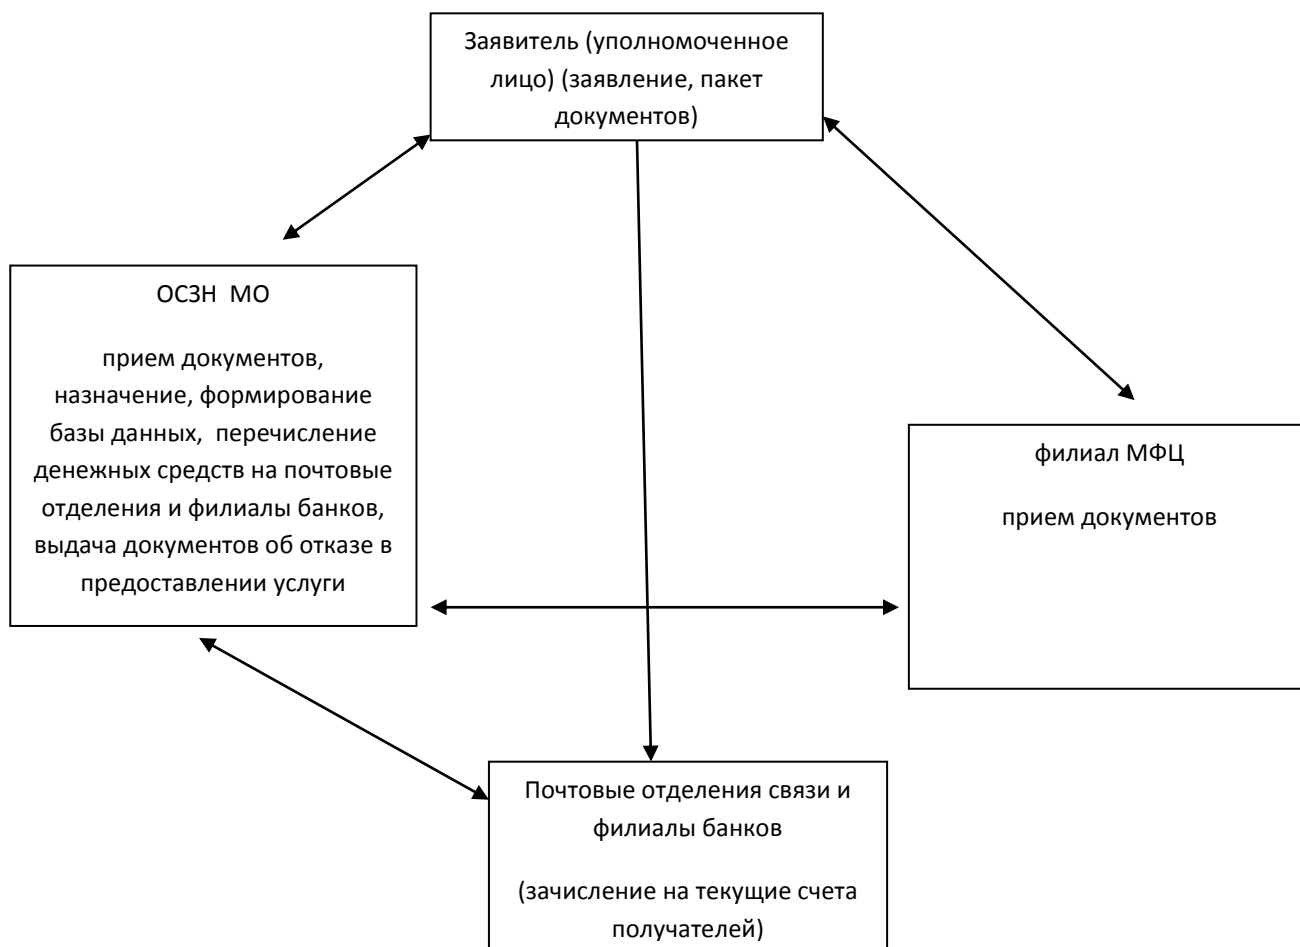 Заявитель (уполномоченное
лицо) (заявление, пакет
документов)
ОСЗН  МО
прием документов,
назначение, формирование
базы данных,  перечисление
денежных средств на почтовые
отделения и филиалы банков,
выдача документов об отказе в
предоставлении услуги
филиал МФЦ
прием документов
Почтовые отделения связи и
филиалы банков
(зачисление на текущие счета
получателей)